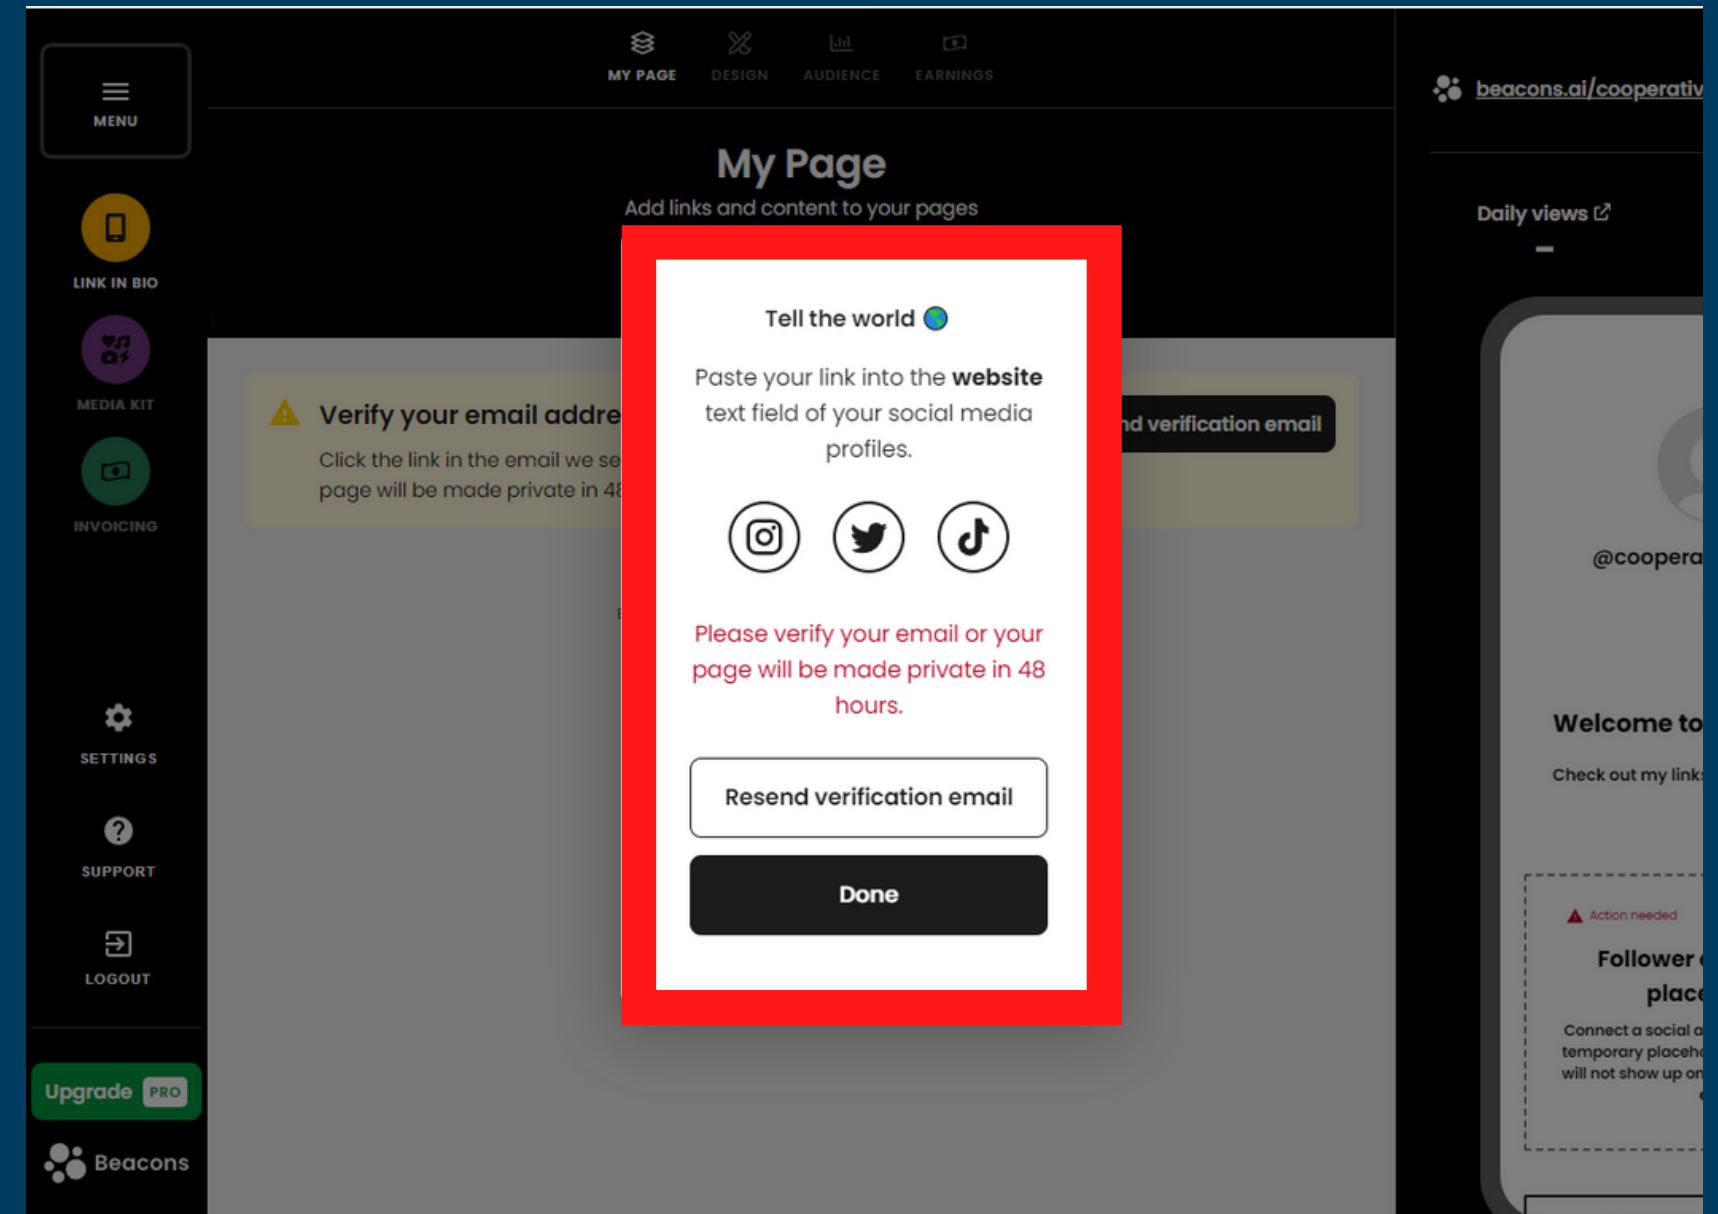 MENU
LINK IN BIO
MEDIA KIT
INVOICING
SETTINGS
SUPPORT
LOGOUT
Upgrade PRO
Beacons
MY PAGE DESIGN AUDIENCE EARNINGS
My Page
Add links and content to your pages
Verify your email addre
Click the link in the email we se
page will be made private in 48
nd verification email
Tell the world
Paste your link into the website
text field of your social media
profiles.
Please verify your email or your
page will be made private in 48
hours.
Resend verification email
Done
beacons.ai/cooperativ
Daily views
@coopera
Welcome to
Check out my links
Action needed
Follower
place
Connect a social a
temporary placeho
will not show up on